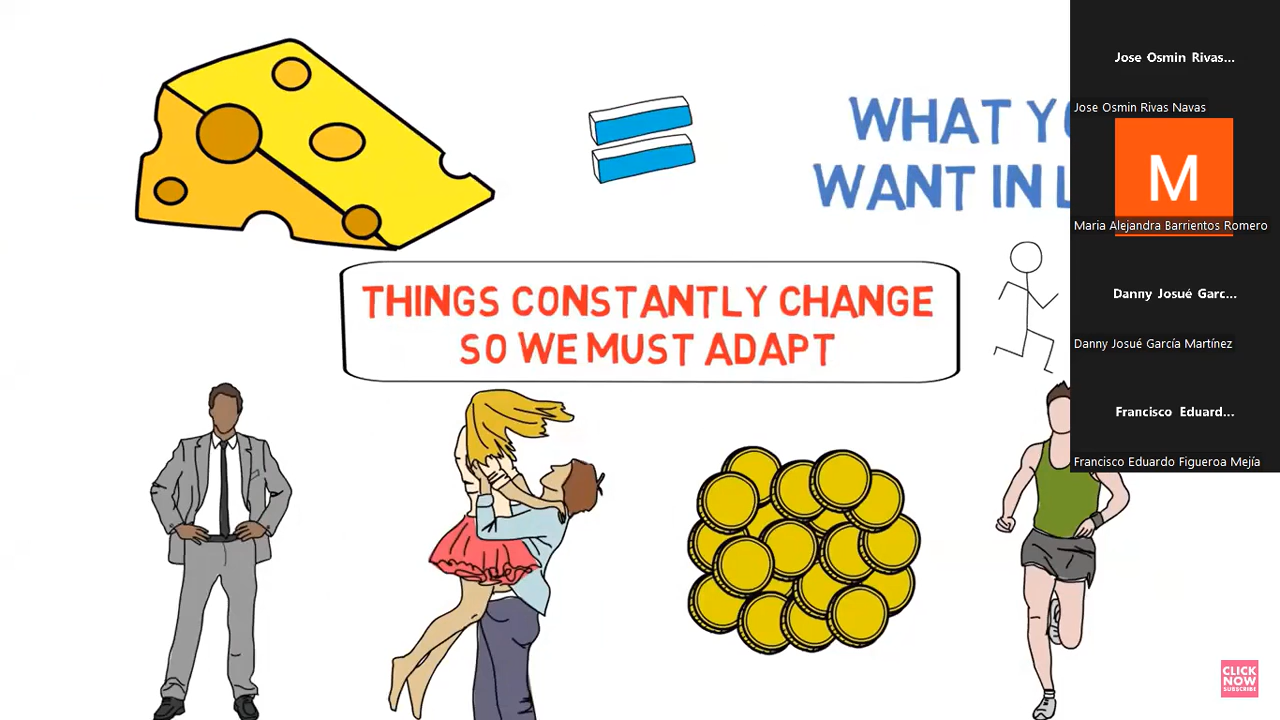 WHAT
WANT IN
THINGS CONSTANTLY CHANGE
SO WE MUST ADAPT
Jose Osmin Rivas...
Jose Osmin Rivas Navas
M
Maria Alejandra Barrientos Romero
Danny Josué Garc...
Danny Josué García Martínez
Francisco Eduard...
Francisco Eduardo Figueroa Mejía
CLICK
NOW
SUBSCRIBE